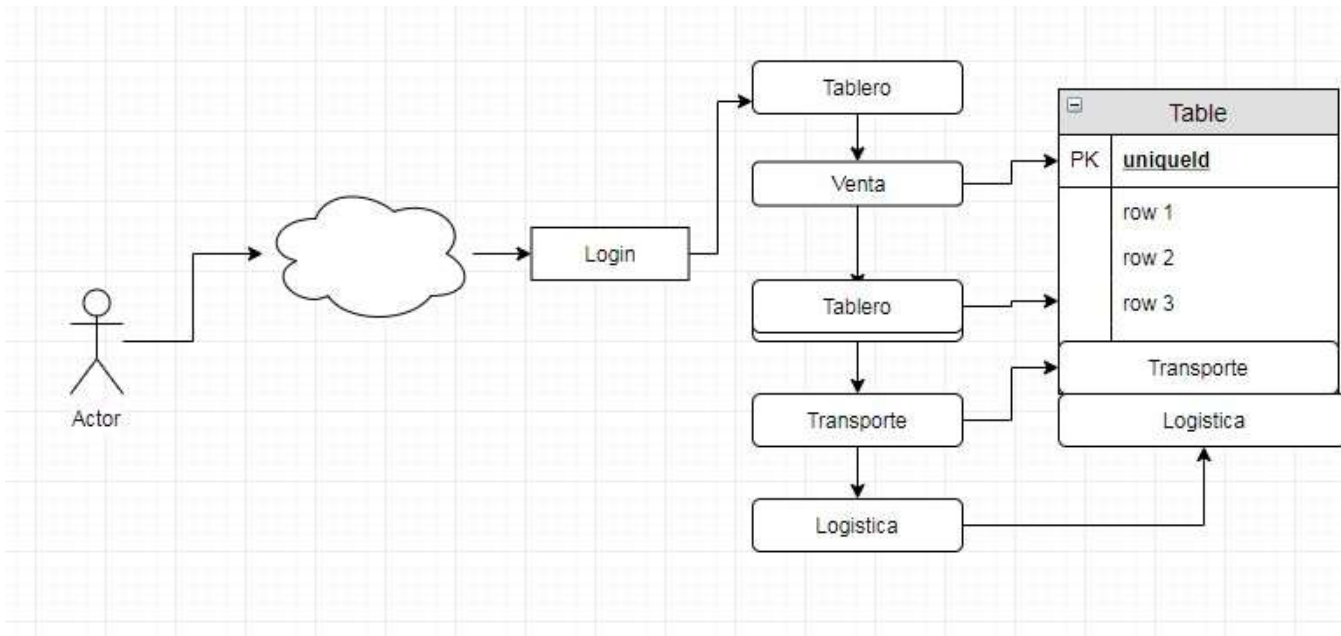 Actor
Login
Tablero
Venta
Tablero
Transporte
Logistica
Table
PK uniqueId
row 1
row 2
row 3
Transporte
Logistica